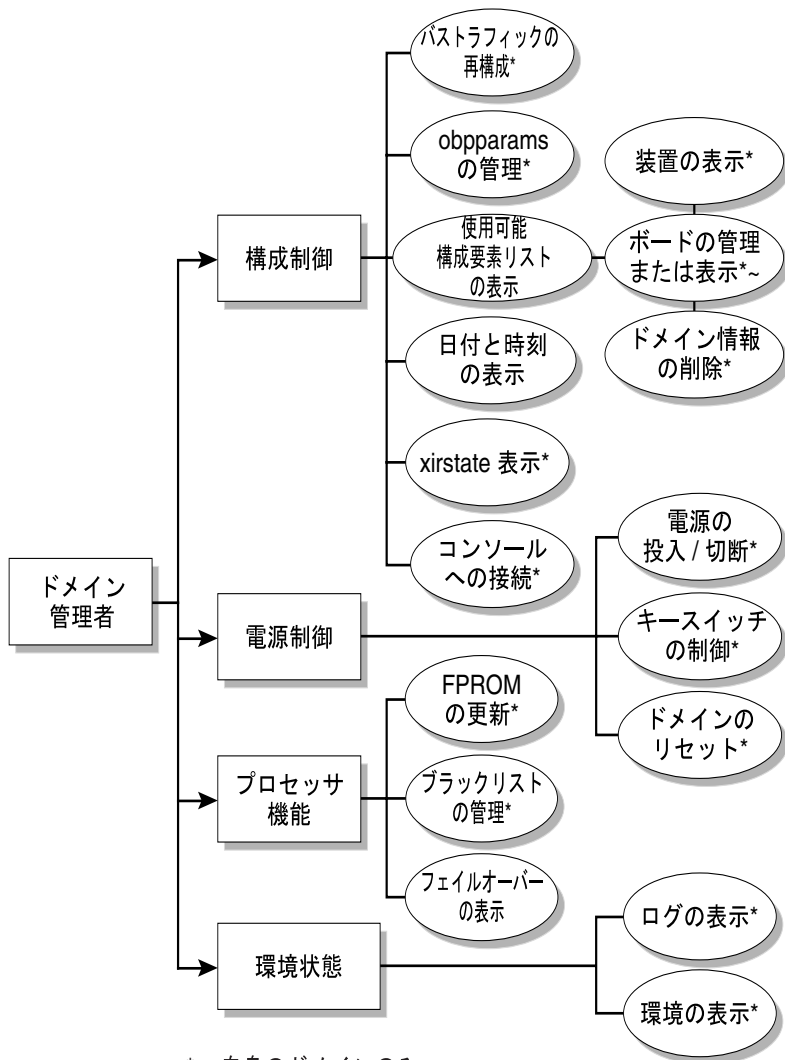 バストラフィックの
再構成*
obpparams
の管理*
装置の表示*
構成制御
使用可能
構成要素リスト
の表示
ボードの管理
または表示*~
日付と時刻
の表示
ドメイン情報
の削除*
xirstate 表示*
コンソール
への接続*
電源の
投入 / 切断*
ドメイン
管理者
電源制御
キースイッチ
の制御*
FPROM
の更新*
ドメインの
リセット*
プロセッサ
機能
ブラックリスト
の管理*
フェイルオーバー
の表示
ログの表示*
環境状態
環境の表示*